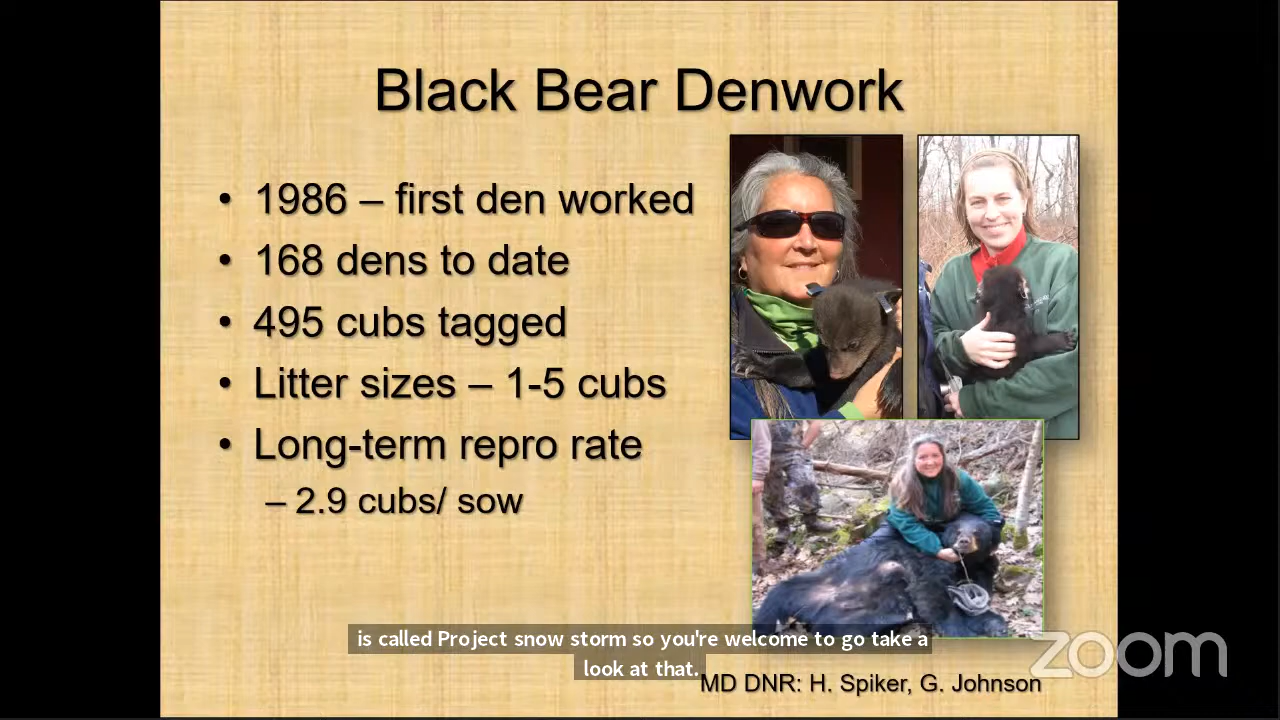 Black Bear Denwork
• 1986 – first den worked
• 168 dens to date
• 495 cubs tagged
• Litter sizes – 1-5 cubs
• Long-term repro rate
– 2.9 cubs/ sow
is called Project snow storm so you're welcome to go take a
look at that.
zoom
MD DNR: H. Spiker, G. Johnson